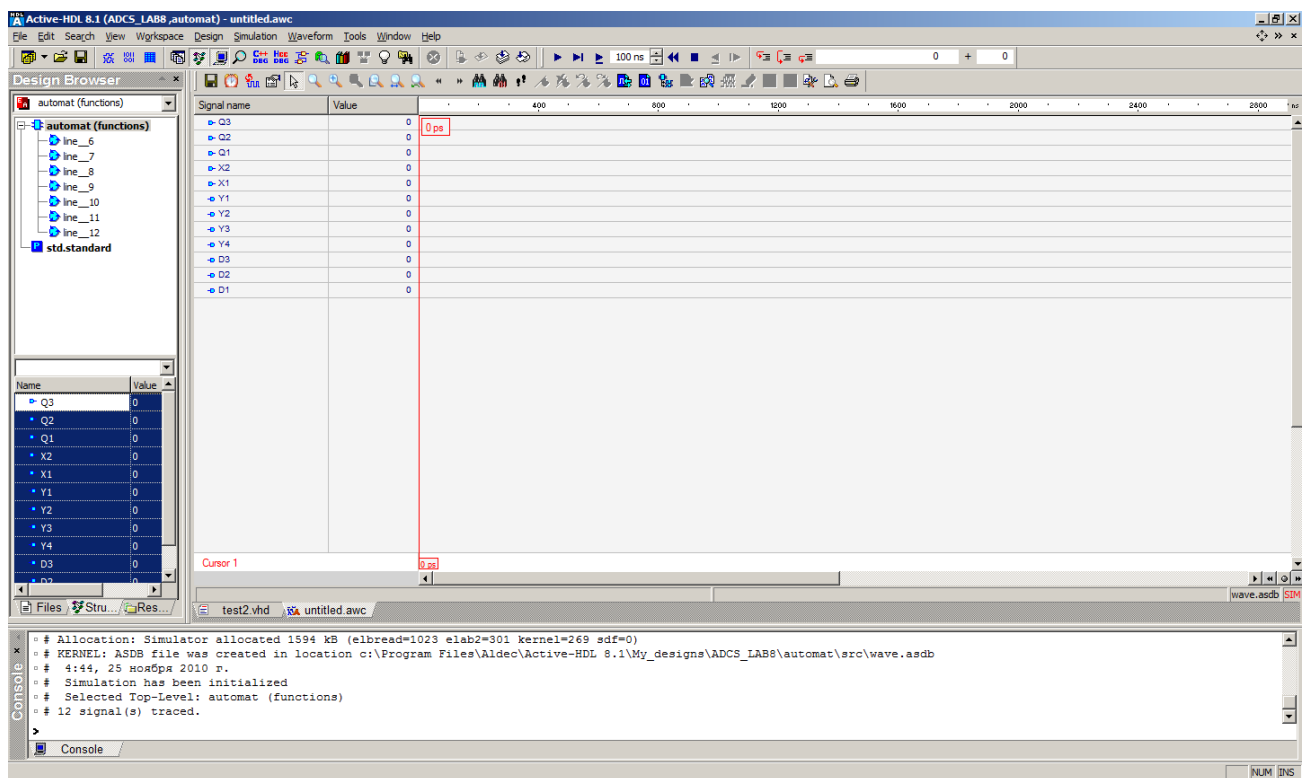 Active-HDL 8.1 (ADCS_LAB8 ,automat) - untitled.awc
File Edit Search View Workspace Design Simulation Waveform Tools Window Help
100 ns
0 + 0
Design Browser
automat (functions)
automat (functions)
line__6
line__7
line__8
line__9
line__10
line__11
line__12
std.standard
Name Value
Q3 0
Q2 0
Q1 0
X2 0
X1 0
Y1 0
Y2 0
Y3 0
Y4 0
D3 0
D2 0
Files Stru... Res...
Signal name Value 400 800 1200 1600 2000 2400 2800 ns
Q3 0
0 ps
Q2 0
Q1 0
X2 0
X1 0
Y1 0
Y2 0
Y3 0
Y4 0
D3 0
D2 0
D1 0
Cursor 1 0 ps
wave.asdb SIM
test2.vhd untitled.awc
Console
# Allocation: Simulator allocated 1594 kB (elbread=1023 elab2=301 kernel=269 sdf=0)
# KERNEL: ASDB file was created in location c:\Program Files\Aldec\Active-HDL 8.1\My_designs\ADCS_LAB8\automat\src\wave.asdb
# 4:44, 25 ноября 2010 г.
# Simulation has been initialized
# Selected Top-Level: automat (functions)
# 12 signal(s) traced.
>
Console
NUM INS